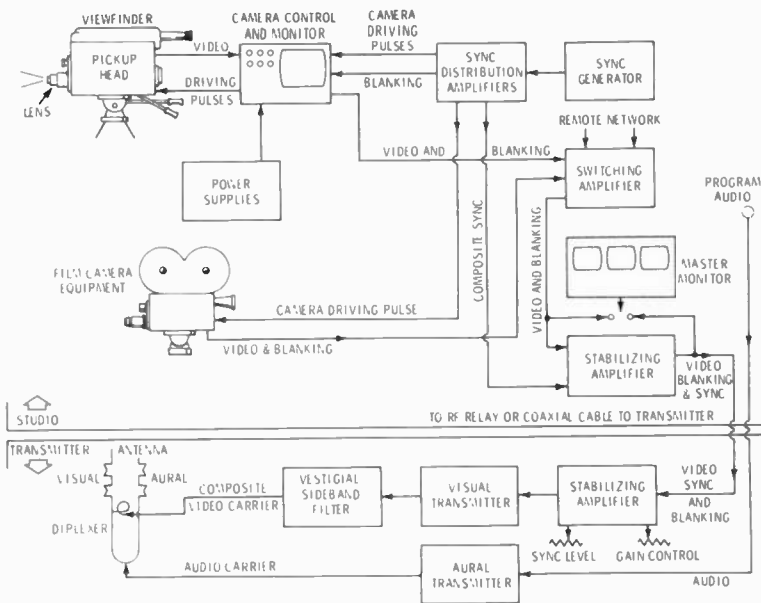 VIEWFINDER
PICKUP
HEAD
LENS
VIDEO
DRIVING
PULSES
CAMERA CONTROL
AND MONITOR
CAMERA
DRIVING
PULSES
BLANKING
SYNC
DISTRIBUTION
AMPLIFIERS
SYNC
GENERATOR
REMOTE NETWORK
VIDEO AND BLANKING
SWITCHING
AMPLIFIER
POWER
SUPPLIES
PROGRAM
AUDIO
COMPOSITE SYNC
VIDEO AND BLANKING
MASTER
MONITOR
FILM CAMERA
EQUIPMENT
CAMERA DRIVING PULSE
VIDEO & BLANKING
STABILIZING
AMPLIFIER
VIDEO
BLANKING
& SYNC
STUDIO
TO RF RELAY OR COAXIAL CABLE TO TRANSMITTER
TRANSMITTER
ANTENNA
VISUAL
AURAL
DIPLEXER
COMPOSITE
VIDEO CARRIER
VESTIGIAL
SIDEBAND
FILTER
VISUAL
TRANSMITTER
STABILIZING
AMPLIFIER
VIDEO
SYNC
AND
BLANKING
SYNC LEVEL
GAIN CONTROL
AUDIO CARRIER
AURAL
TRANSMITTER
AUDIO